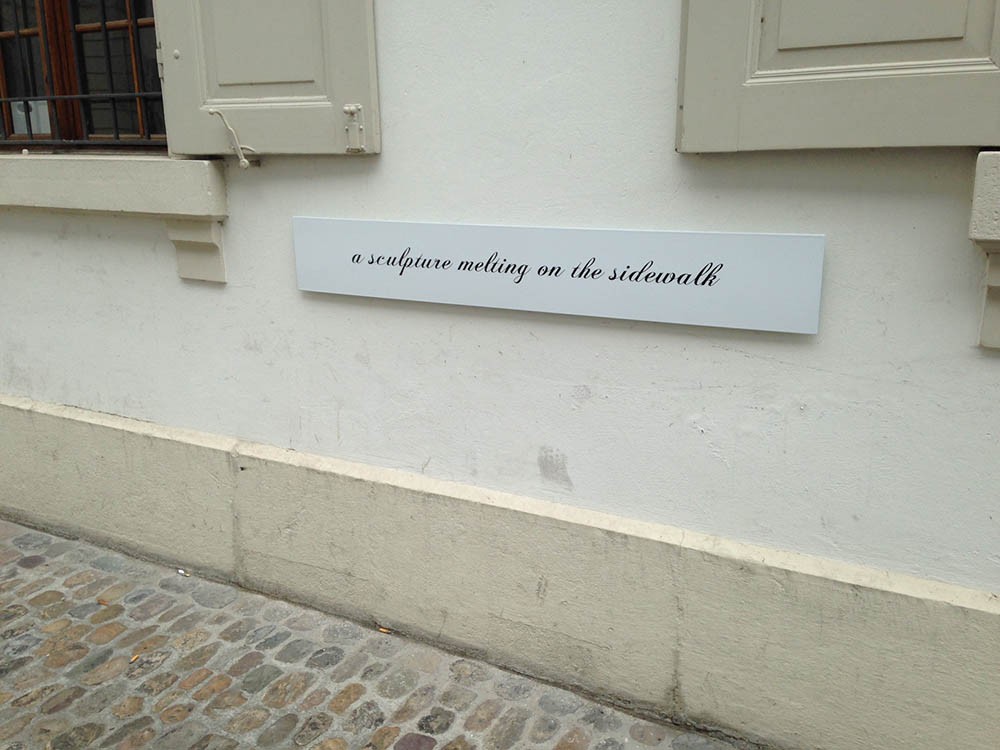 a sculpture melting on the sidewalk